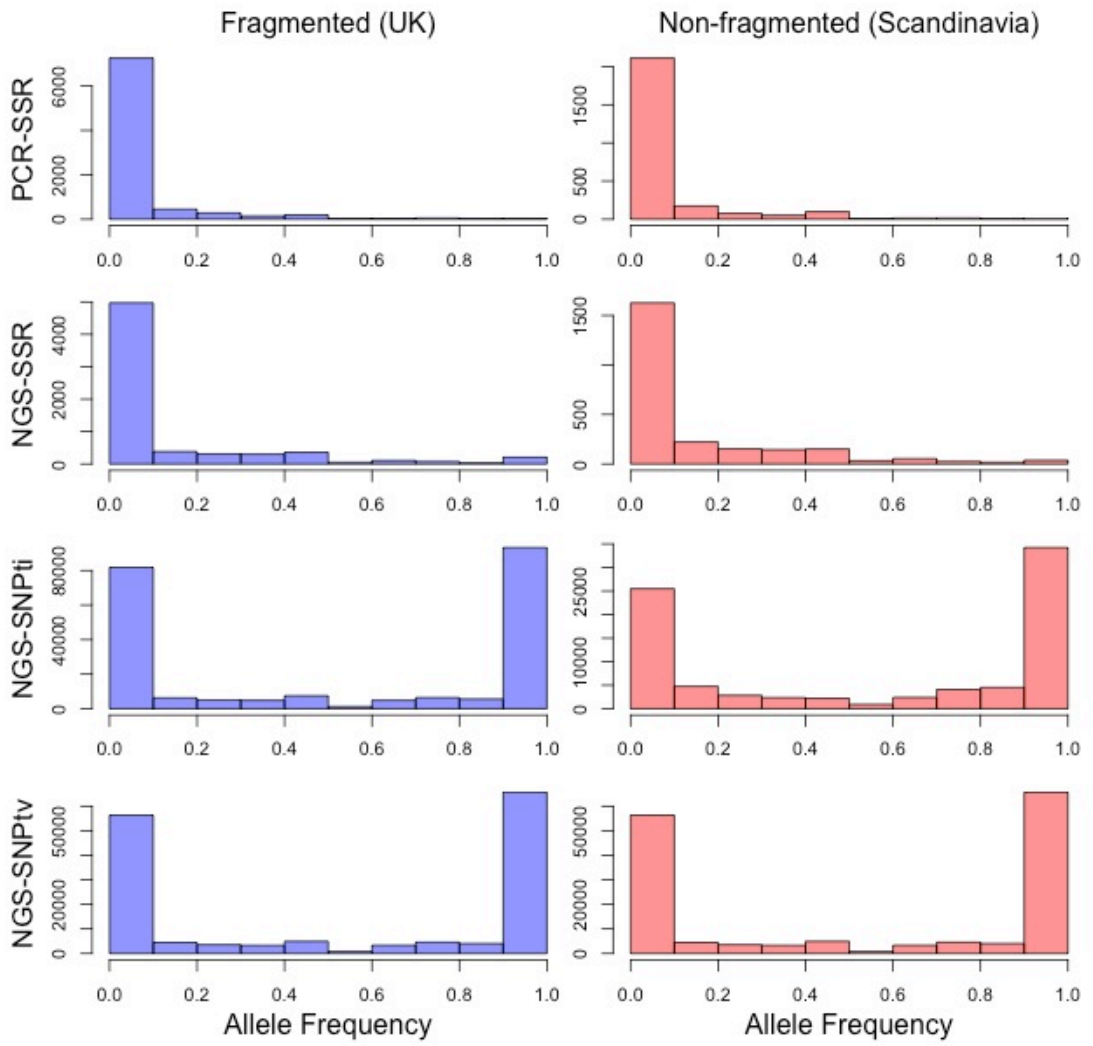 Fragmented (UK)
Non-fragmented (Scandinavia)
PCR-SSR
0 2000 6000
0.0 0.2 0.4 0.6 0.8 1.0
0 500 1500
0.0 0.2 0.4 0.6 0.8 1.0
NGS-SSR
0 2000 4000
0.0 0.2 0.4 0.6 0.8 1.0
0 500 1500
0.0 0.2 0.4 0.6 0.8 1.0
NGS-SNPti
0 40000 80000
0.0 0.2 0.4 0.6 0.8 1.0
0 10000 25000
0.0 0.2 0.4 0.6 0.8 1.0
NGS-SNPtv
0 20000 50000
0.0 0.2 0.4 0.6 0.8 1.0
Allele Frequency
0 20000 50000
0.0 0.2 0.4 0.6 0.8 1.0
Allele Frequency